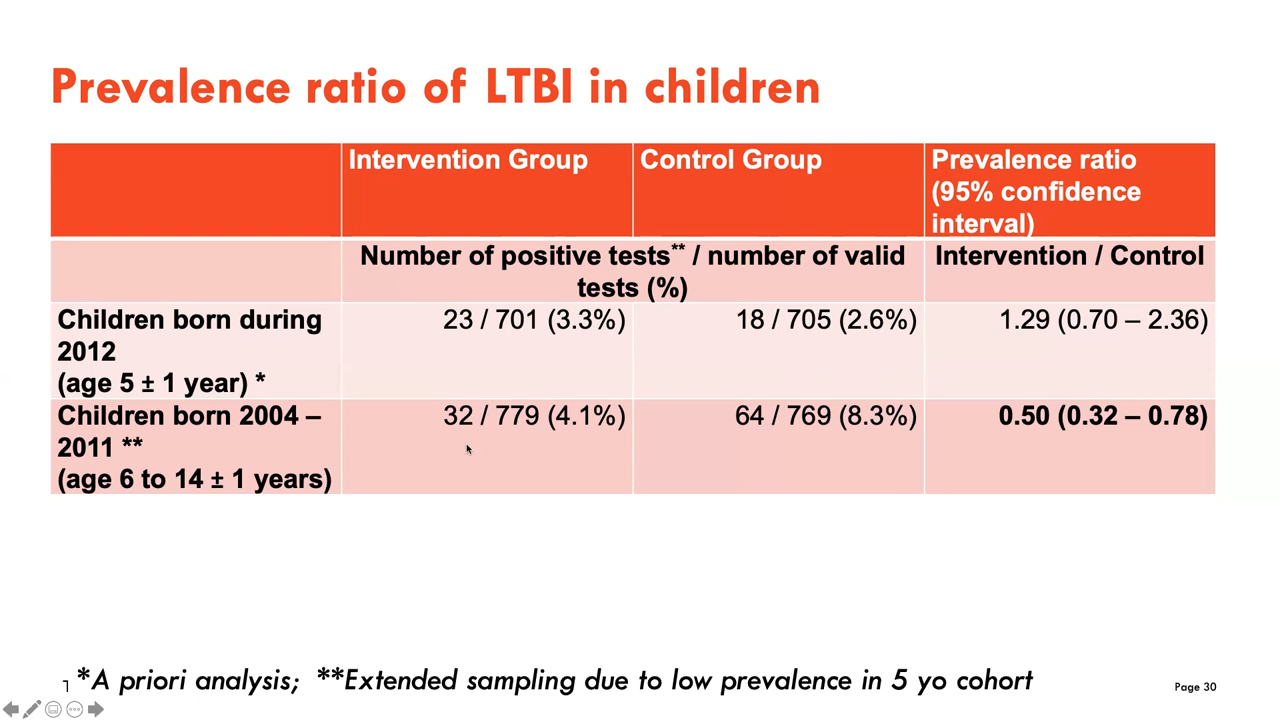 Prevalence ratio of LTBI in children
Intervention Group
Control Group
Prevalence ratio
(95% confidence
interval)
Number of positive tests** / number of valid
tests (%)
Intervention / Control
Children born during
2012
(age 5 ± 1 year) *
23 / 701 (3.3%)
18 / 705 (2.6%)
1.29 (0.70 – 2.36)
Children born 2004 –
2011 **
(age 6 to 14 ± 1 years)
32 / 779 (4.1%)
64 / 769 (8.3%)
0.50 (0.32 – 0.78)
*A priori analysis; **Extended sampling due to low prevalence in 5 yo cohort
Page 30